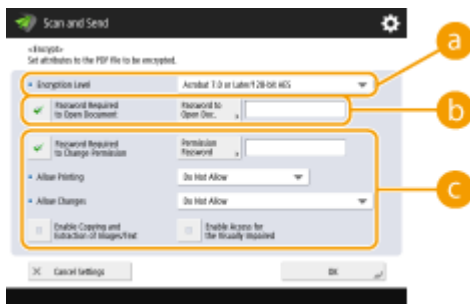 Scan and Send
<Encrypt>
Set attributes to the PDF file to be encrypted.
Encryption Level
Acrobat 7.0 or Later/128-bit AES
Password Required
to Open Document
Password to
Open Doc.
Password Required
to Change Permission
Permission
Password
Allow Printing
Do Not Allow
Allow Changes
Do Not Allow
Enable Copying and
Extraction of Images/Text
Enable Access for
the Visually Impaired
Cancel Settings
OK
a
b
c